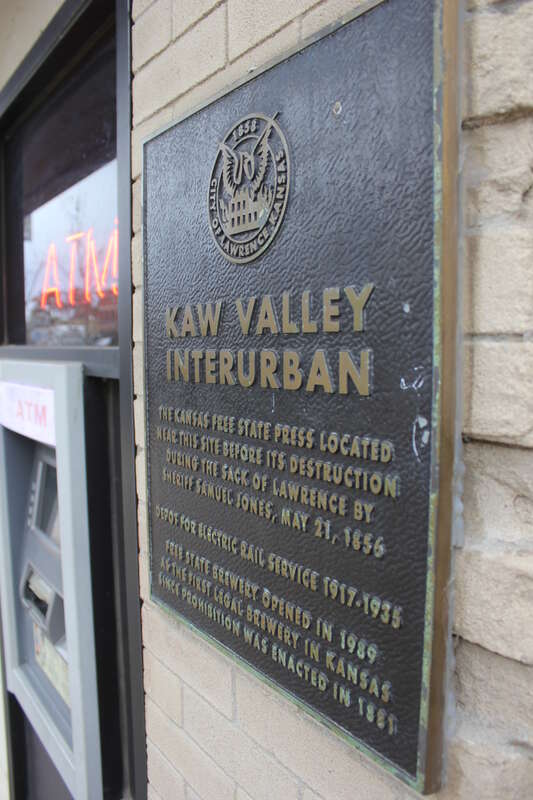 1858
CITY OF LAWRENCE KANSAS
KAW VALLEY
INTERURBAN
THE KANSAS FREE STATE PRESS LOCATED
NEAR THIS SITE BEFORE ITS DESTRUCTION
DURING THE SACK OF LAWRENCE BY
SHERIFF SAMUEL JONES, MAY 21, 1856
DEPOT FOR ELECTRIC RAIL SERVICE 1917-1935
FREE STATE BREWERY OPENED IN 1989
AS THE FIRST LEGAL BREWERY IN KANSAS
SINCE PROHIBITION WAS ENACTED IN 1881
ATM
ATM